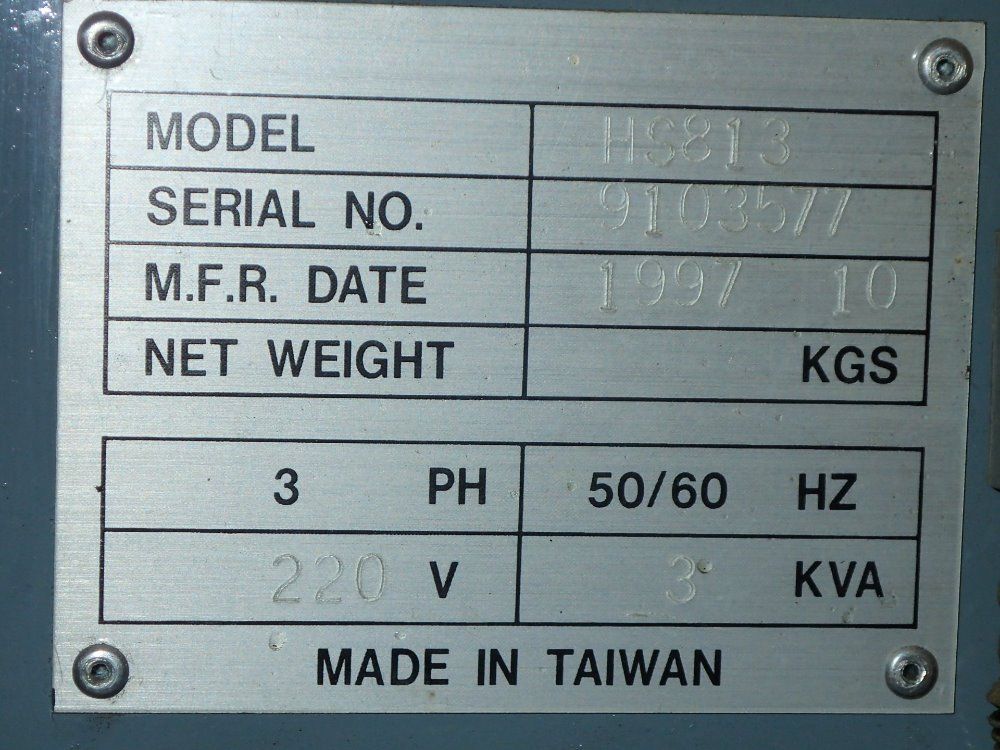 MODEL HS813
SERIAL NO. 9103577
M.F.R. DATE 1997 10
NET WEIGHT KGS
3 PH 50/60 HZ
220 V 3 KVA
MADE IN TAIWAN